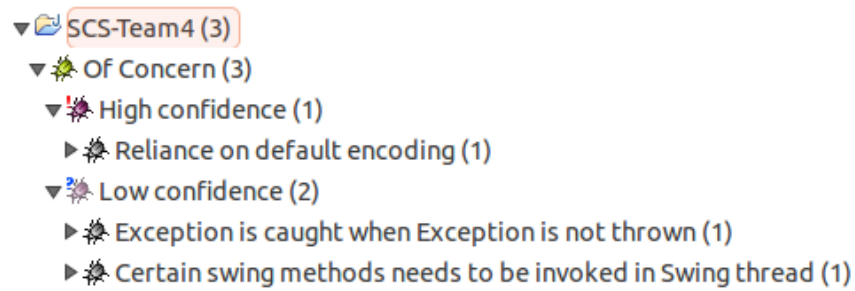 SCS-Team4 (3)
Of Concern (3)
High confidence (1)
Reliance on default encoding (1)
Low confidence (2)
Exception is caught when Exception is not thrown (1)
Certain swing methods needs to be invoked in Swing thread (1)